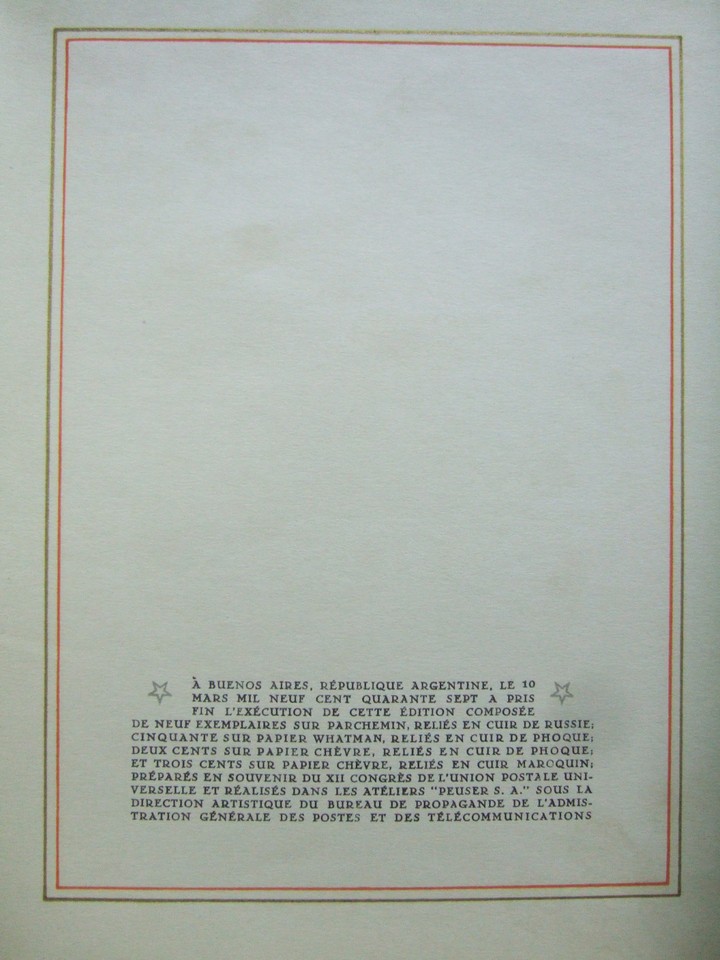 À BUENOS AIRES, RÉPUBLIQUE ARGENTINE, LE 10
MARS MIL NEUF CENT QUARANTE SEPT A PRIS
FIN L'EXÉCUTION DE CETTE ÉDITION COMPOSÉE
DE NEUF EXEMPLAIRES SUR PARCHEMIN, RELIÉS EN CUIR DE RUSSIE;
CINQUANTE SUR PAPIER WHATMAN, RELIÉS EN CUIR DE PHOQUE;
DEUX CENTS SUR PAPIER CHÈVRE, RELIÉS EN CUIR DE PHOQUE;
ET TROIS CENTS SUR PAPIER CHÈVRE, RELIÉS EN CUIR MAROQUIN;
PRÉPARÉS EN SOUVENIR DU XII CONGRÈS DE L'UNION POSTALE UNI-
VERSELLE ET RÉALISÉS DANS LES ATÉLIERS "PEUSER S. A." SOUS LA
DIRECTION ARTISTIQUE DU BUREAU DE PROPAGANDE DE L'ADMIS-
TRATION GÉNÉRALE DES POSTES ET DES TÉLÉCOMMUNICATIONS